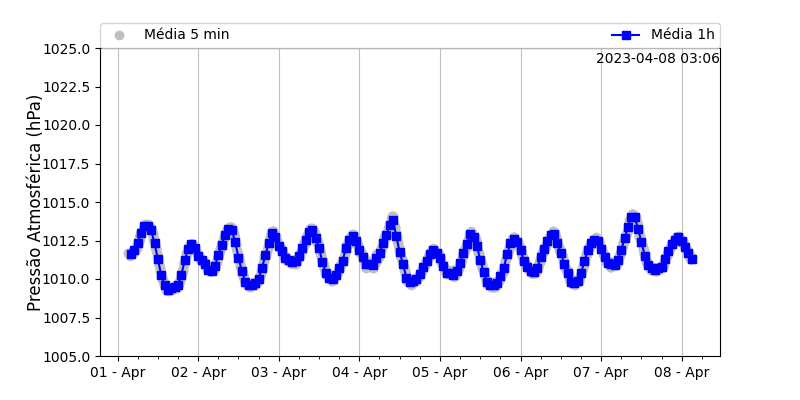 Média 5 min
Média 1h
2023-04-08 03:06
Pressão Atmosférica (hPa)
1025.0
1022.5
1020.0
1017.5
1015.0
1012.5
1010.0
1007.5
1005.0
01 - Apr
02 - Apr
03 - Apr
04 - Apr
05 - Apr
06 - Apr
07 - Apr
08 - Apr